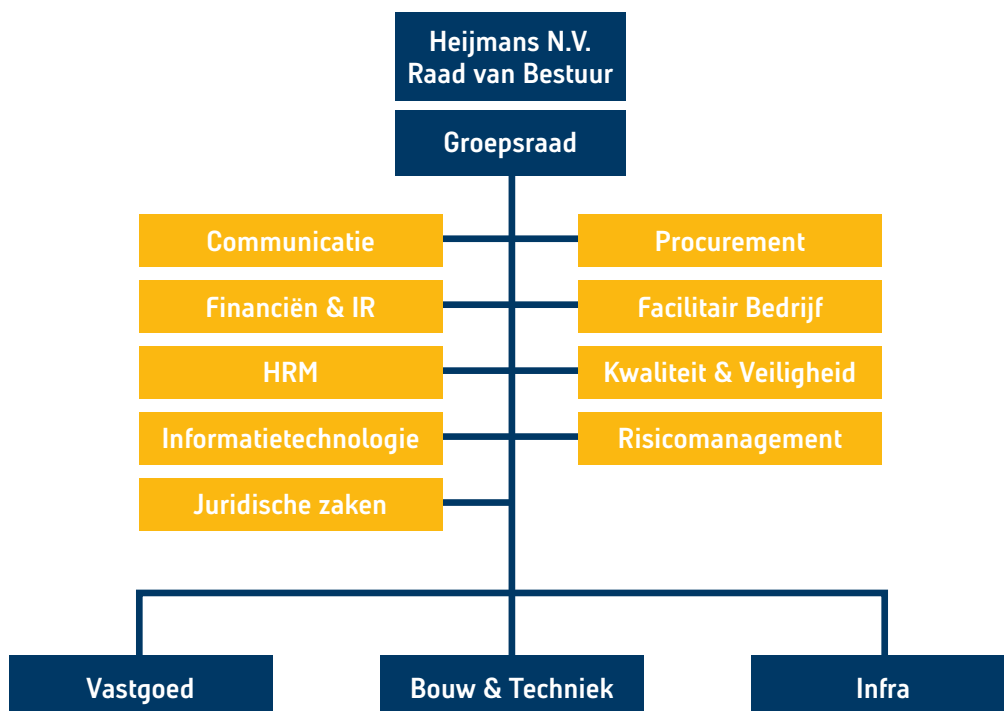 Heijmans N.V.
Raad van Bestuur
Groepsraad
Communicatie
Procurement
Financiën & IR
Facilitair Bedrijf
HRM
Kwaliteit & Veiligheid
Informatietechnologie
Risicomanagement
Juridische zaken
Vastgoed
Bouw & Techniek
Infra